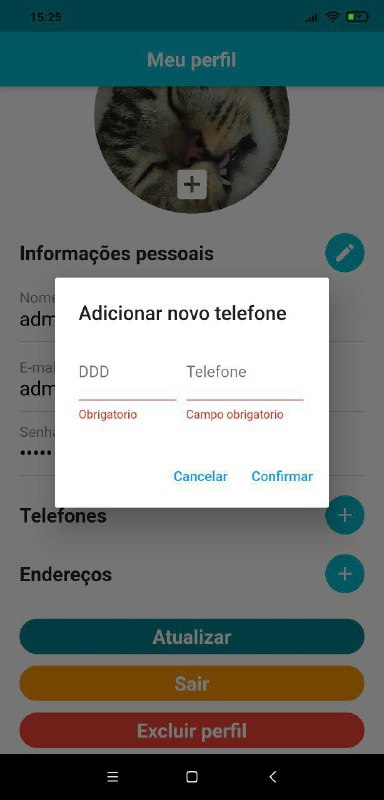 15:25
Meu perfil
Informações pessoais
Nome
adm
Adicionar novo telefone
E-mai
adm
DDD
Telefone
Obrigatorio
Campo obrigatorio
Senha
Cancelar
Confirmar
Telefones
Endereços
Atualizar
Sair
Excluir perfil